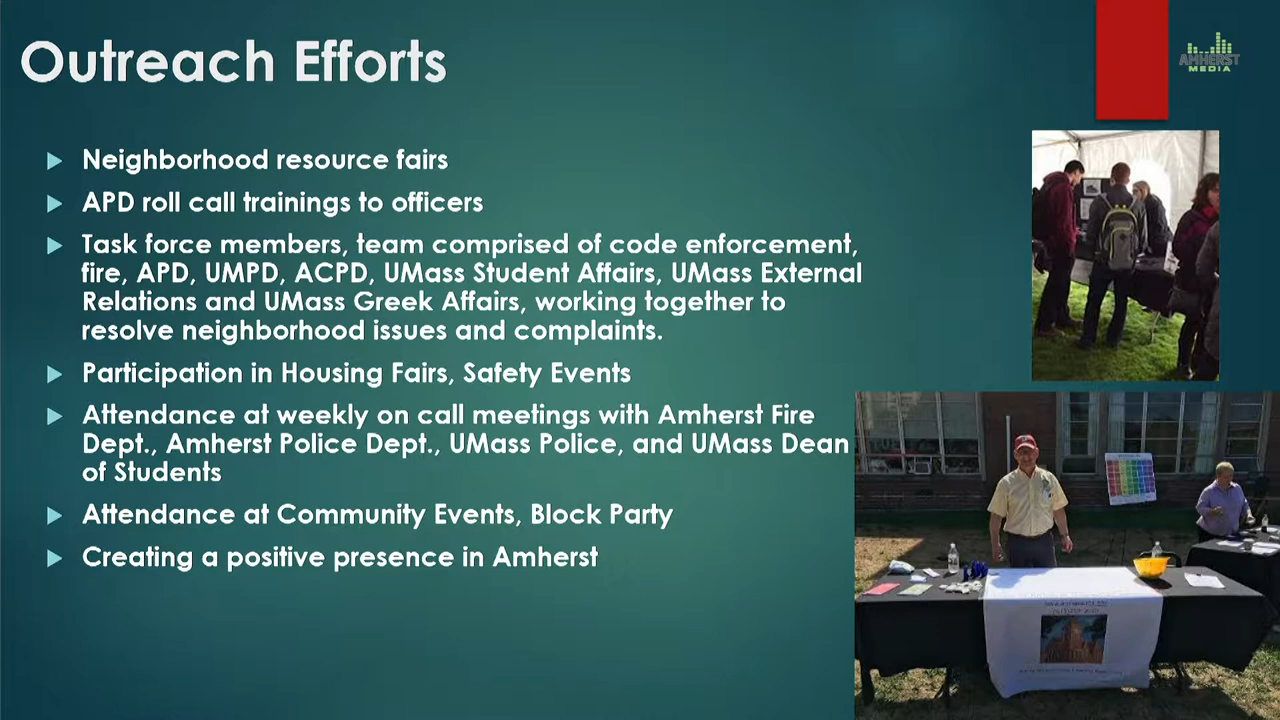 Outreach Efforts
AMHERST
MEDIA
Neighborhood resource fairs
APD roll call trainings to officers
Task force members, team comprised of code enforcement,
fire, APD, UMPD, ACPD, UMass Student Affairs, UMass External
Relations and UMass Greek Affairs, working together to
resolve neighborhood issues and complaints.
Participation in Housing Fairs, Safety Events
Attendance at weekly on call meetings with Amherst Fire
Dept., Amherst Police Dept., UMass Police, and UMass Dean
of Students
Attendance at Community Events, Block Party
Creating a positive presence in Amherst